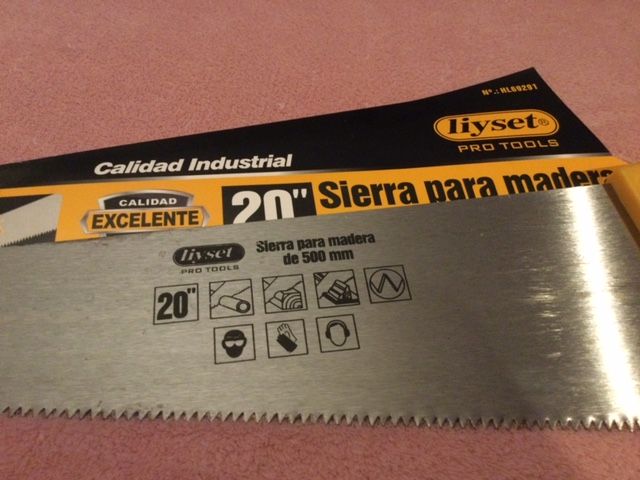 Nº.: HL69291
liyset®
PRO TOOLS
Calidad Industrial
CALIDAD
EXCELENTE
20" Sierra para madera
liyset
PRO TOOLS
Sierra para madera
de 500 mm
20"